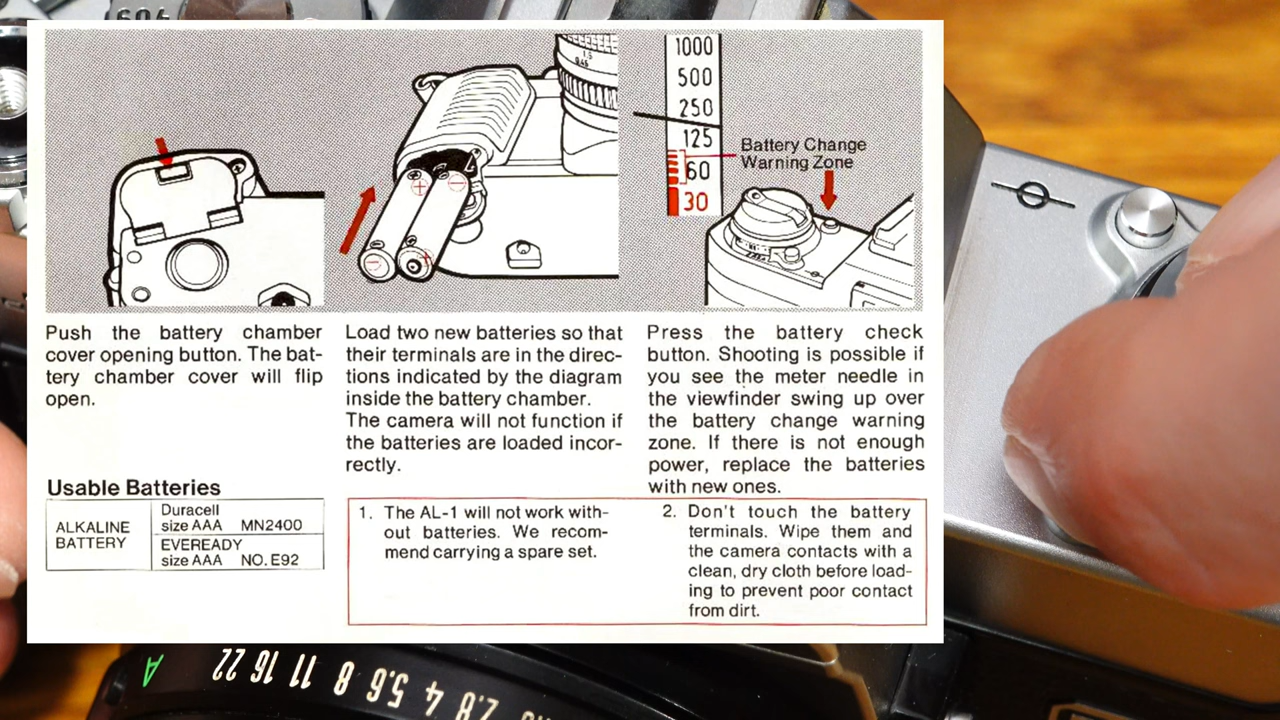 1000
500
250
125
60
30
Battery Change
Warning Zone
Push the battery chamber
cover opening button. The bat-
tery chamber cover will flip
open.
Load two new batteries so that
their terminals are in the direc-
tions indicated by the diagram
inside the battery chamber.
The camera will not function if
the batteries are loaded incor-
rectly.
Press the battery check
button. Shooting is possible if
you see the meter needle in
the viewfinder swing up over
the battery change warning
zone. If there is not enough
power, replace the batteries
with new ones.
Usable Batteries
ALKALINE
BATTERY
Duracell
size AAA MN2400
EVEREADY
size AAA NO. E92
1. The AL-1 will not work with-
out batteries. We recom-
mend carrying a spare set.
2. Don't touch the battery
terminals. Wipe them and
the camera contacts with a
clean, dry cloth before load-
ing to prevent poor contact
from dirt.
A 22 16 11 8 5.6 4 2.8